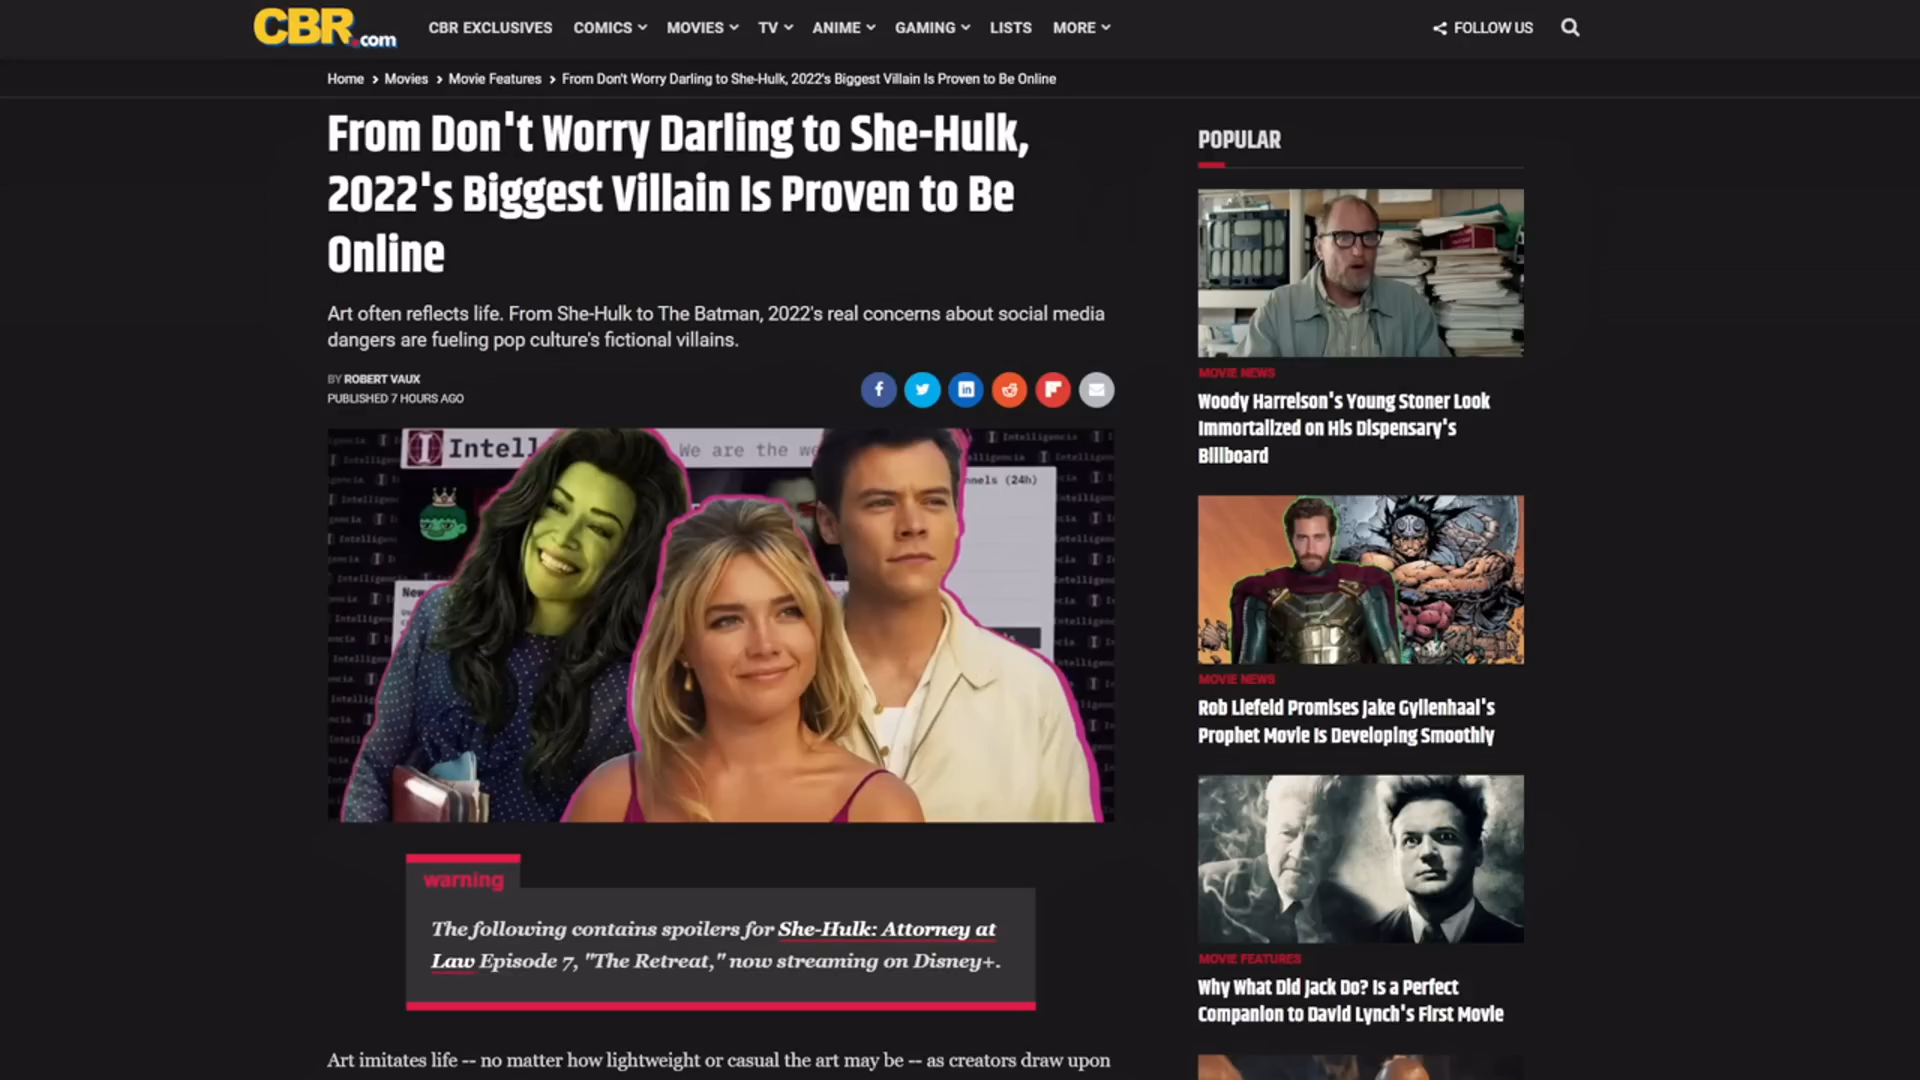 CBR.com
CBR EXCLUSIVES COMICS MOVIES TV ANIME GAMING LISTS MORE FOLLOW US
Home > Movies > Movie Features > From Don't Worry Darling to She-Hulk, 2022's Biggest Villain Is Proven to Be Online
From Don't Worry Darling to She-Hulk,
2022's Biggest Villain Is Proven to Be
Online
Art often reflects life. From She-Hulk to The Batman, 2022's real concerns about social media
dangers are fueling pop culture's fictional villains.
BY ROBERT VAUX
PUBLISHED 7 HOURS AGO
Intell
We are the we
nnels (24h)
warning
The following contains spoilers for She-Hulk: Attorney at
Law Episode 7, "The Retreat," now streaming on Disney+.
Art imitates life -- no matter how lightweight or casual the art may be -- as creators draw upon
POPULAR
MOVIE NEWS
Woody Harrelson's Young Stoner Look
Immortalized on His Dispensary's
Billboard
MOVIE NEWS
Rob Liefeld Promises Jake Gyllenhaal's
Prophet Movie Is Developing Smoothly
MOVIE FEATURES
Why What Did Jack Do? Is a Perfect
Companion to David Lynch's First Movie